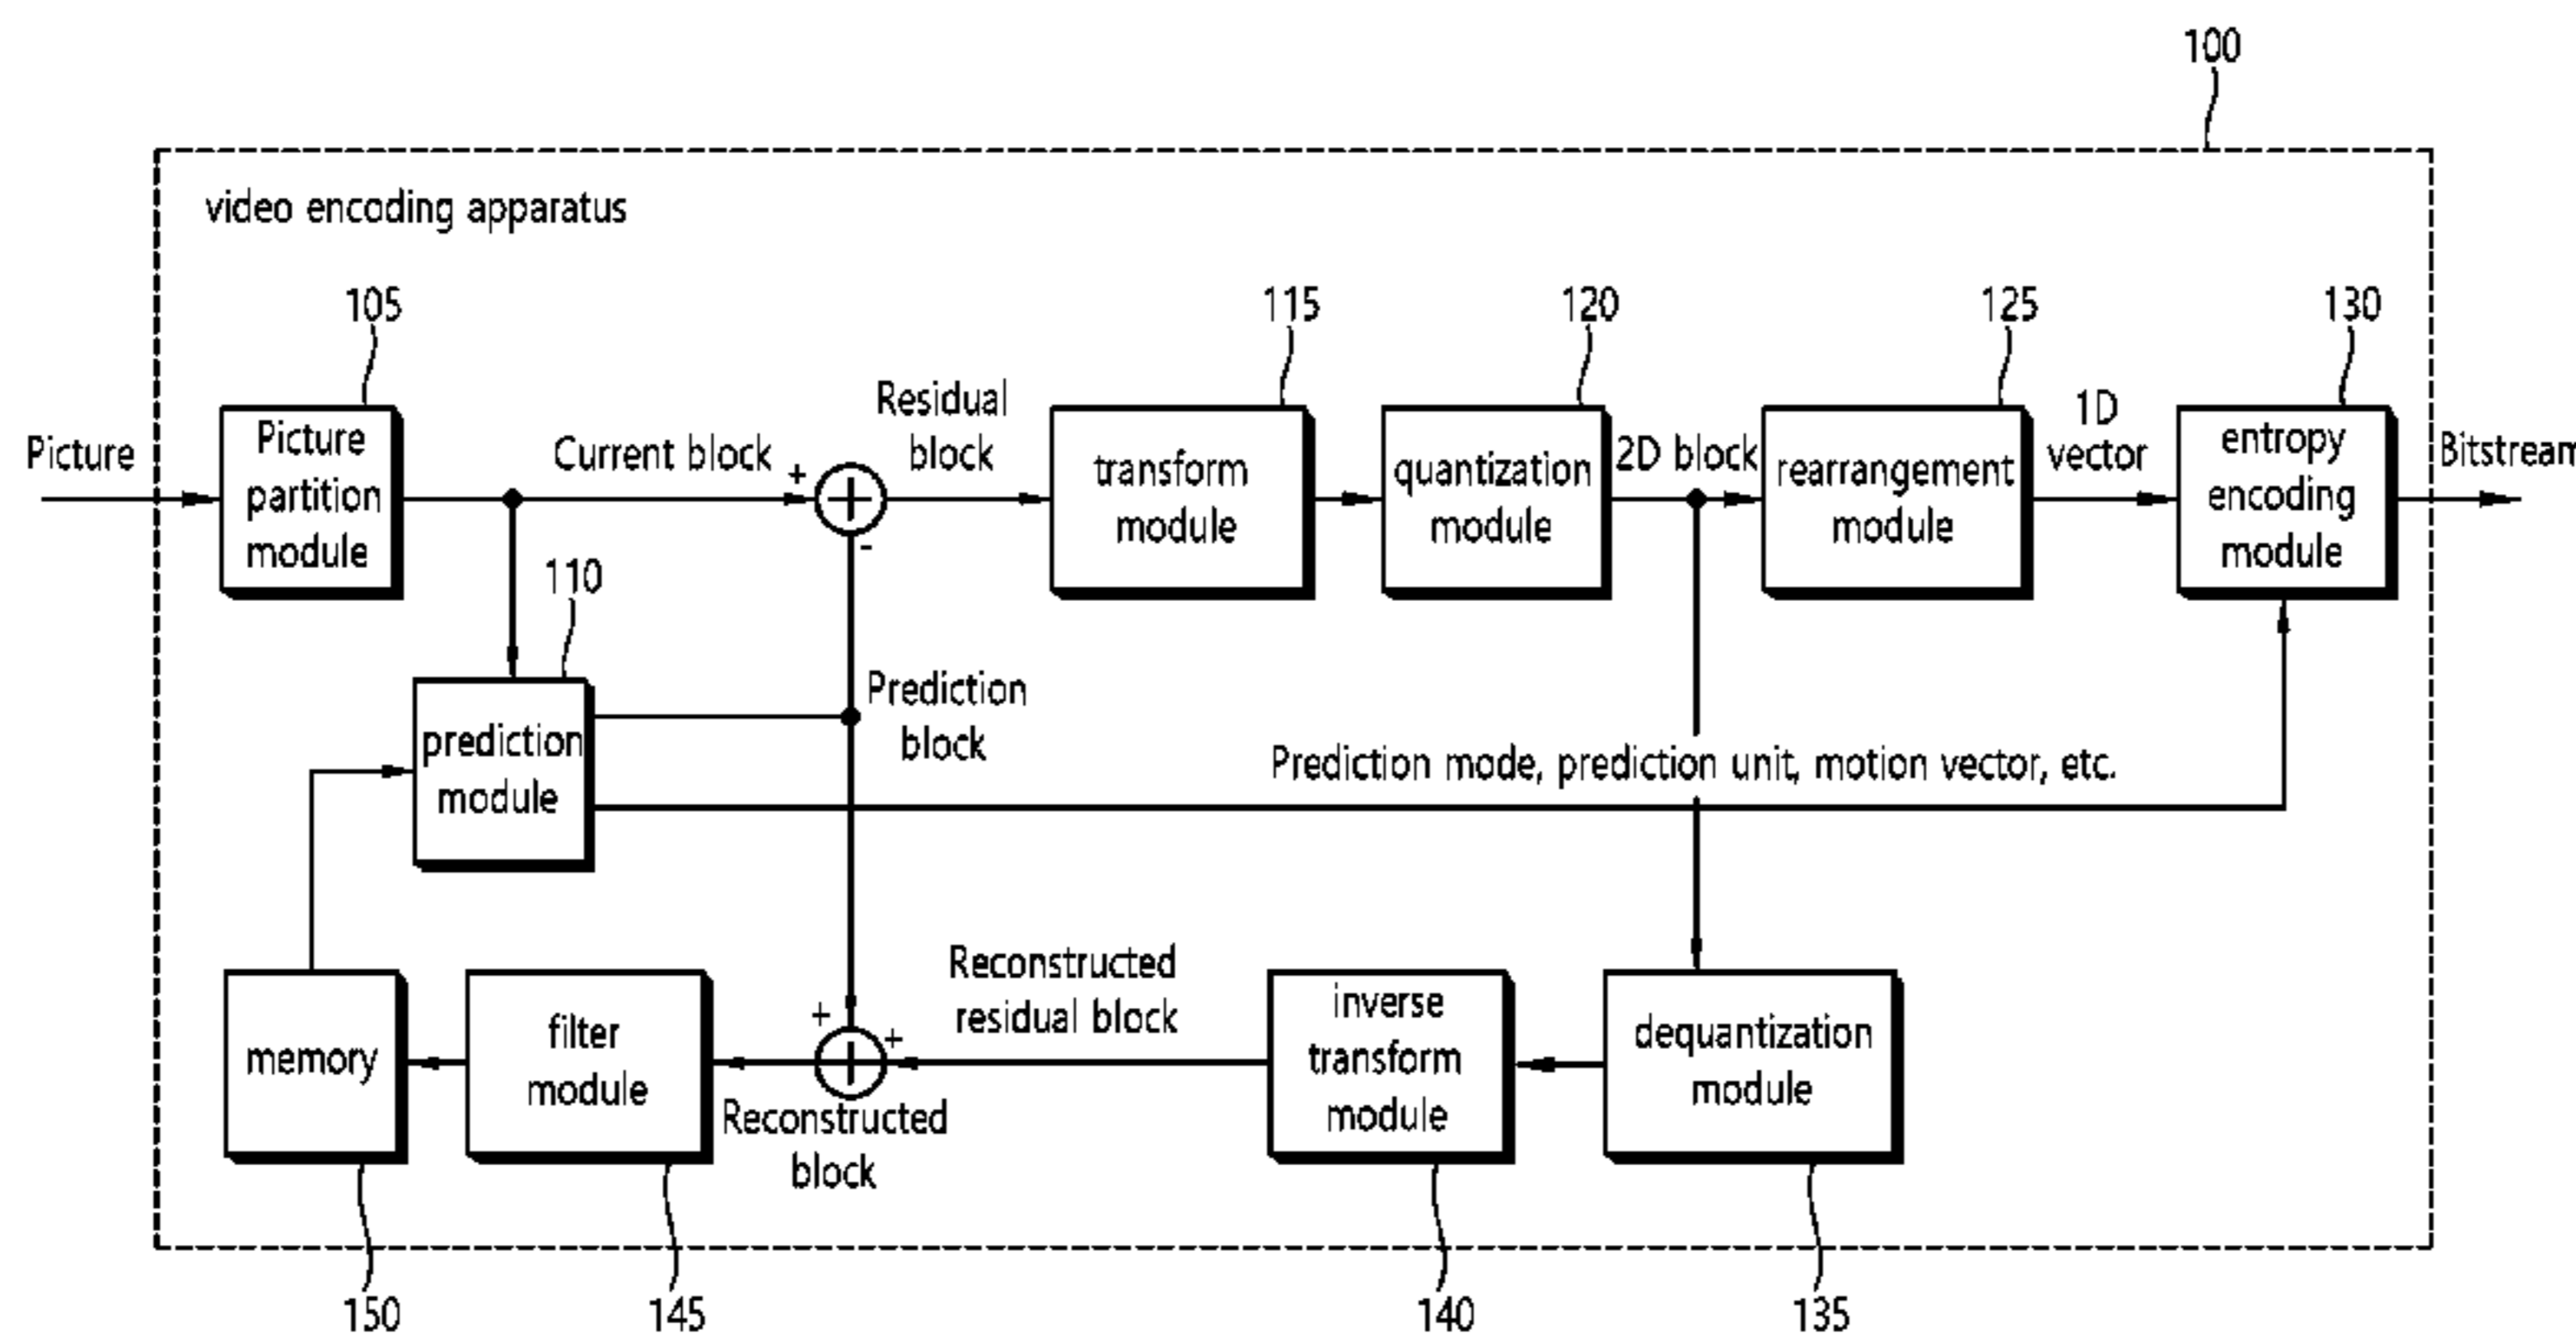 100
video encoding apparatus
105
115
120
125
130
Picture
Picture
partition
module
Current block
+
-
Residual
block
transform
module
quantization
module
2D block
rearrangement
module
1D
vector
entropy
encoding
module
Bitstream
110
prediction
module
Prediction
block
Prediction mode, prediction unit, motion vector, etc.
memory
filter
module
+
+
Reconstructed
block
Reconstructed
residual block
inverse
transform
module
dequantization
module
150
145
140
135